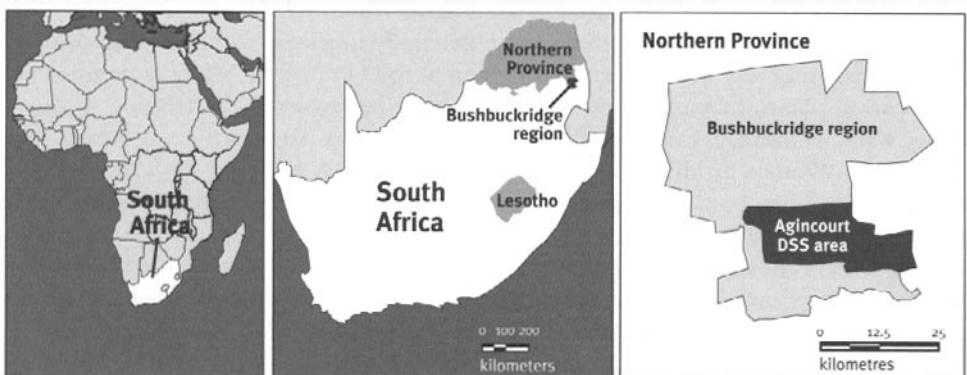 South
Africa
Northern
Province
Bushbuckridge
region
South
Africa
Lesotho
0 100 200
kilometers
Northern Province
Bushbuckridge region
Agincourt
DSS area
0 12.5 25
kilometres